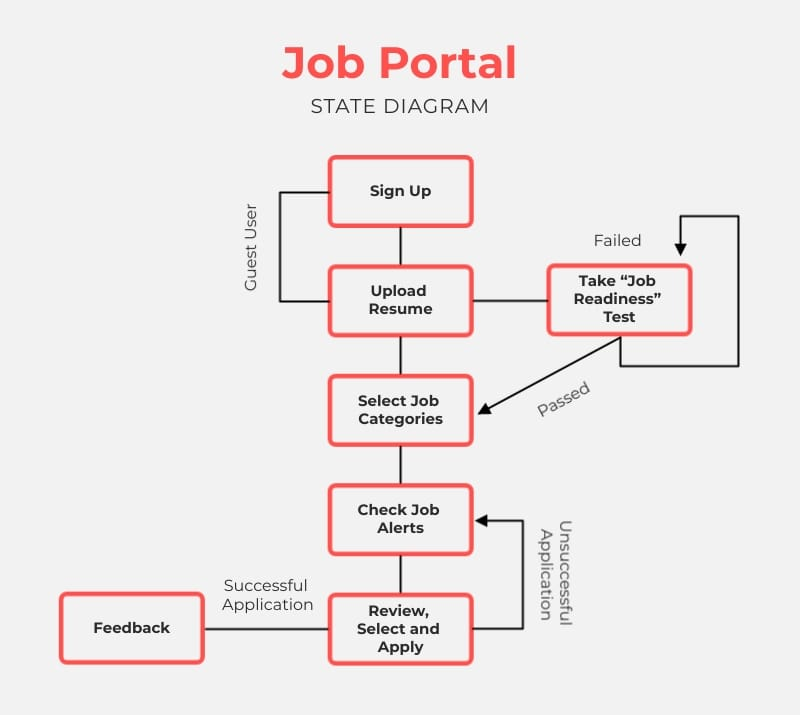 Job Portal
STATE DIAGRAM
Sign Up
Guest User
Upload
Resume
Failed
Take “Job
Readiness”
Test
Passed
Select Job
Categories
Check Job
Alerts
Unsuccessful
Application
Successful
Application
Feedback
Review,
Select and
Apply